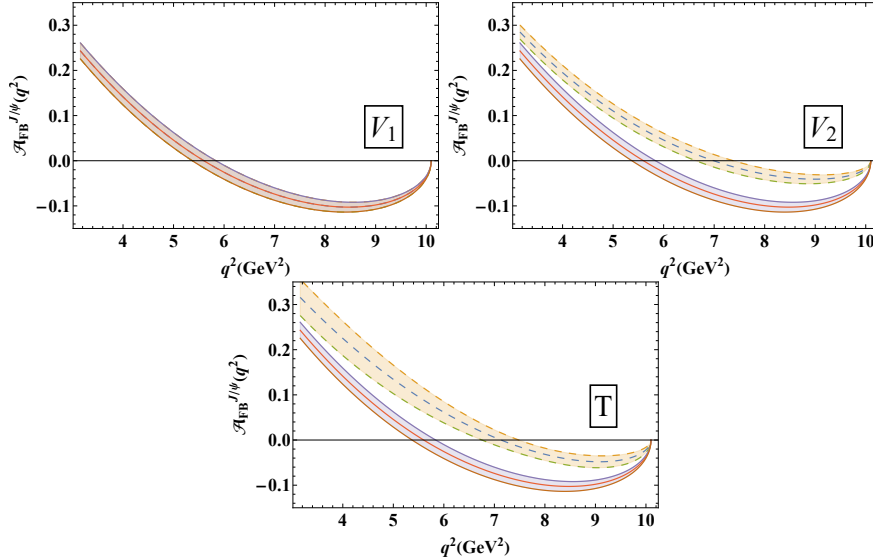 𝒜_FB^J/ψ(q²)
0.3
0.2
0.1
0.0
−0.1
V₁
4 5 6 7 8 9 10
q²(GeV²)
𝒜_FB^J/ψ(q²)
0.3
0.2
0.1
0.0
−0.1
V₂
4 5 6 7 8 9 10
q²(GeV²)
𝒜_FB^J/ψ(q²)
0.3
0.2
0.1
0.0
−0.1
T
4 5 6 7 8 9 10
q²(GeV²)